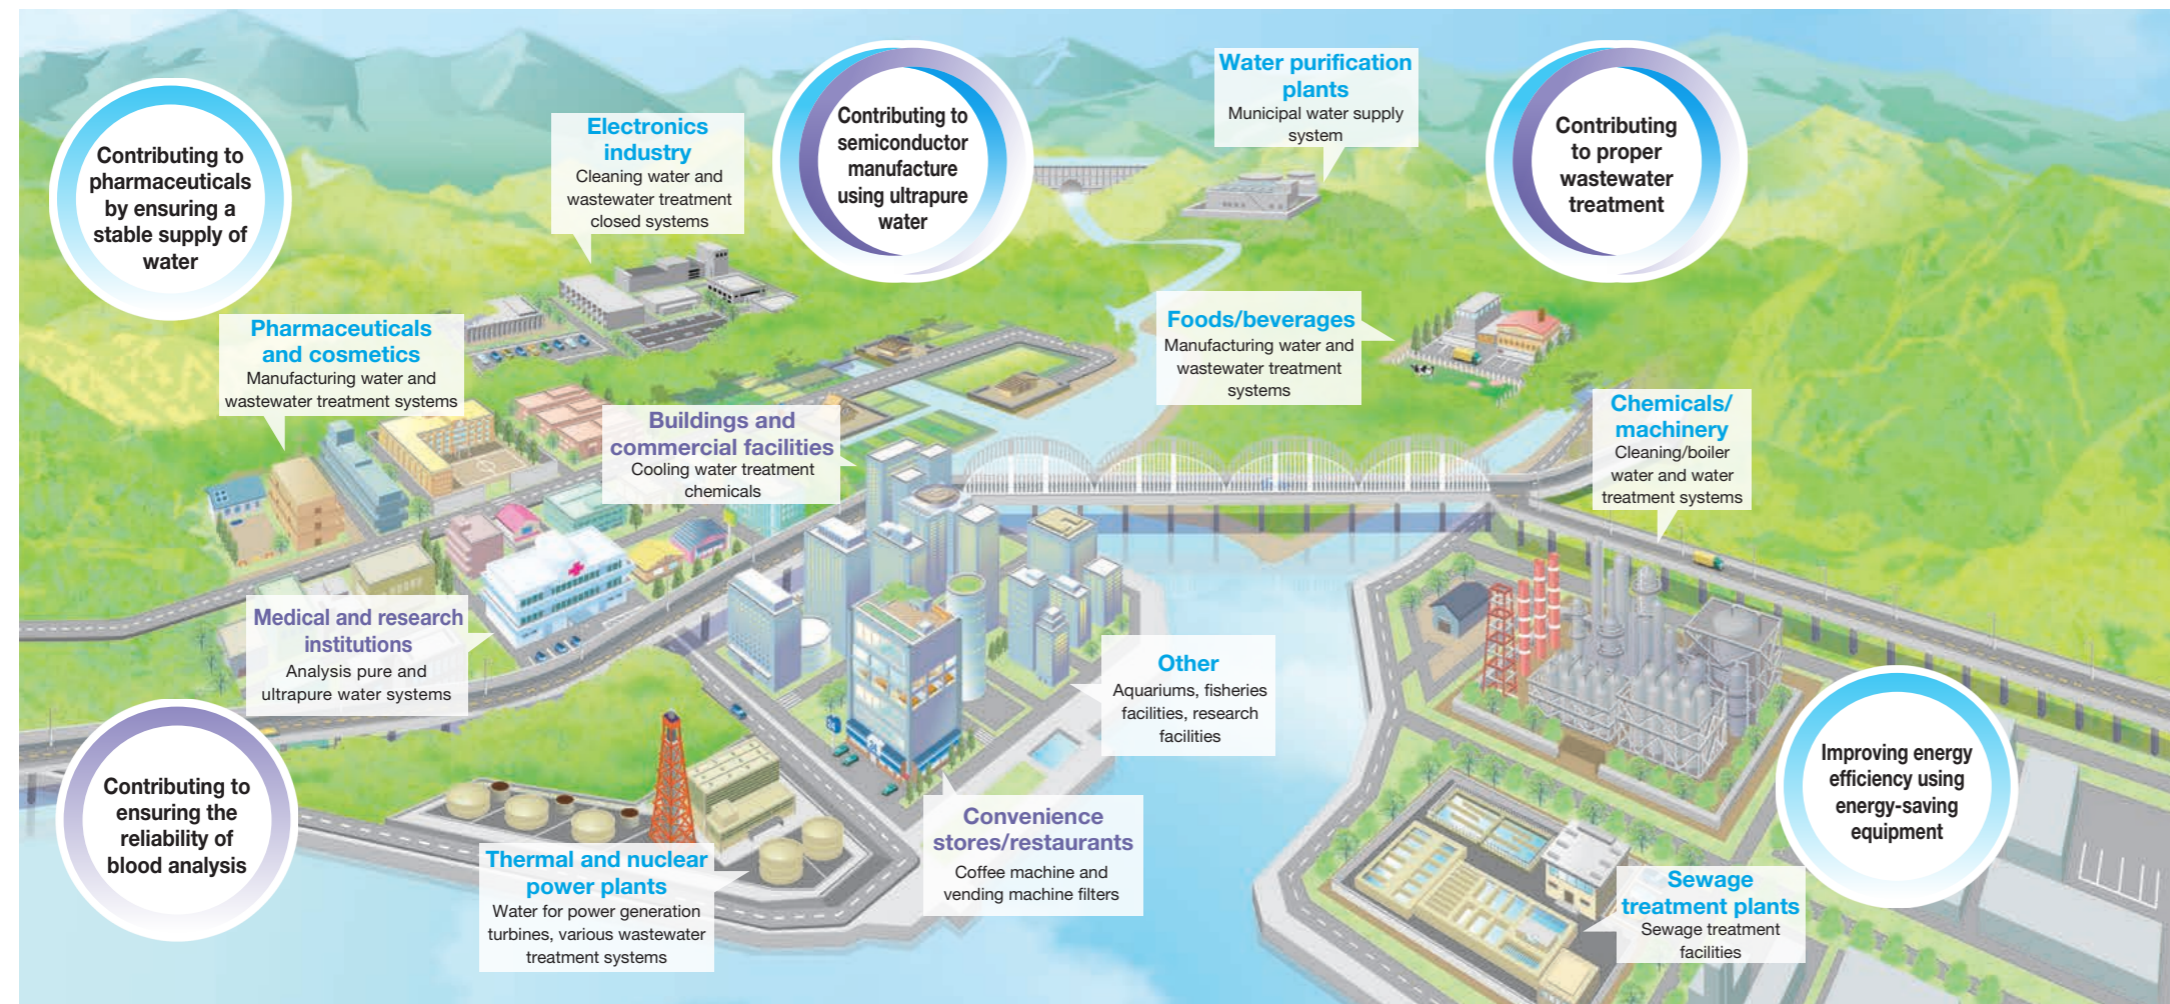 Contributing to
pharmaceuticals
by ensuring a
stable supply of
water
Electronics
industry
Cleaning water and
wastewater treatment
closed systems
Contributing to
semiconductor
manufacture
using ultrapure
water
Water purification
plants
Municipal water supply
system
Contributing
to proper
wastewater
treatment
Pharmaceuticals
and cosmetics
Manufacturing water and
wastewater treatment systems
Foods/beverages
Manufacturing water and
wastewater treatment
systems
Buildings and
commercial facilities
Cooling water treatment
chemicals
Chemicals/
machinery
Cleaning/boiler
water and water
treatment systems
Medical and research
institutions
Analysis pure and
ultrapure water systems
Other
Aquariums, fisheries
facilities, research
facilities
Contributing to
ensuring the
reliability of
blood analysis
Improving energy
efficiency using
energy-saving
equipment
Convenience
stores/restaurants
Coffee machine and
vending machine filters
Thermal and nuclear
power plants
Water for power generation
turbines, various wastewater
treatment systems
Sewage
treatment plants
Sewage treatment
facilities